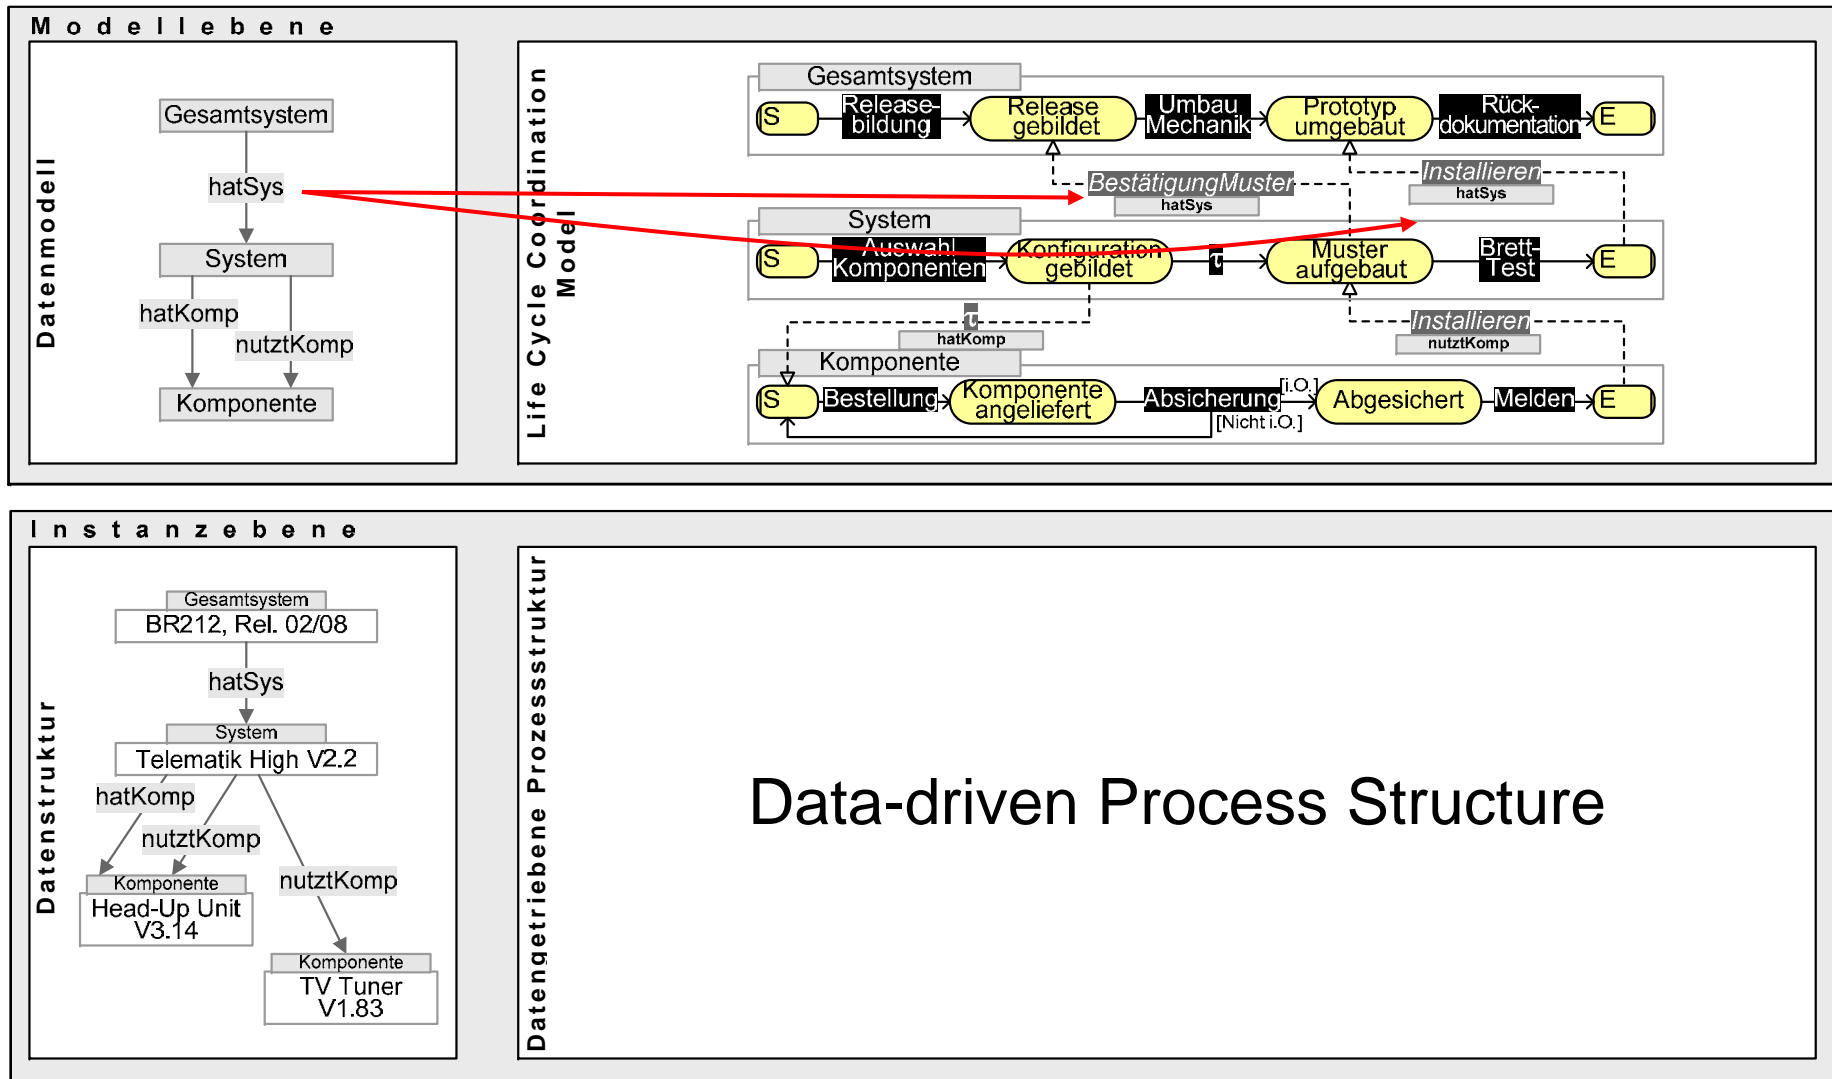 Modellebene
Datenmodell
Gesamtsystem
hatSys
System
hatKomp
nutztKomp
Komponente
Life Cycle Coordination
Model
Gesamtsystem
S
Release-
bildung
Release
gebildet
Umbau
Mechanik
Prototyp
umgebaut
Rück-
dokumentation
E
BestätigungMuster
hatSys
Installieren
hatSys
System
S
Auswahl
Komponenten
Konfiguration
gebildet
τ
Muster
aufgebaut
Brett-
Test
E
τ
hatKomp
Installieren
nutztKomp
Komponente
S
Bestellung
Komponente
angeliefert
Absicherung
[i.O.]
[Nicht i.O.]
Abgesichert
Melden
E
Instanzebene
Datenstruktur
Gesamtsystem
BR212, Rel. 02/08
hatSys
System
Telematik High V2.2
hatKomp
nutztKomp
nutztKomp
Komponente
Head-Up Unit
V3.14
Komponente
TV Tuner
V1.83
Datengetriebene Prozessstruktur
Data-driven Process Structure